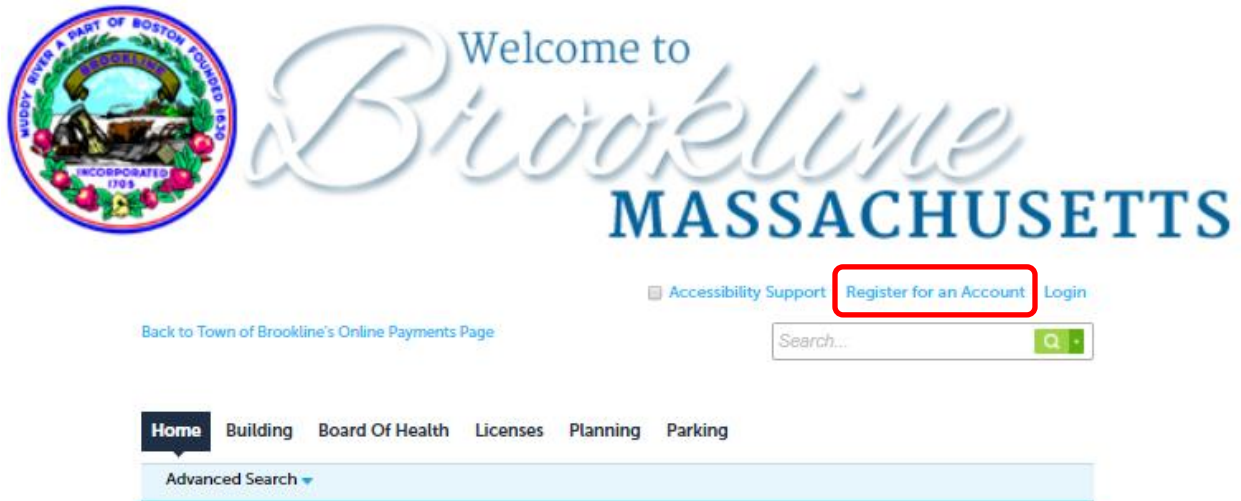 MUDDY RIVER A PART OF BOSTON FOUNDED 1630
BROOKLINE
INCORPORATED
1705
Welcome to
Brookline
MASSACHUSETTS
Accessibility Support Register for an Account Login
Back to Town of Brookline's Online Payments Page
Search...
Home Building Board Of Health Licenses Planning Parking
Advanced Search